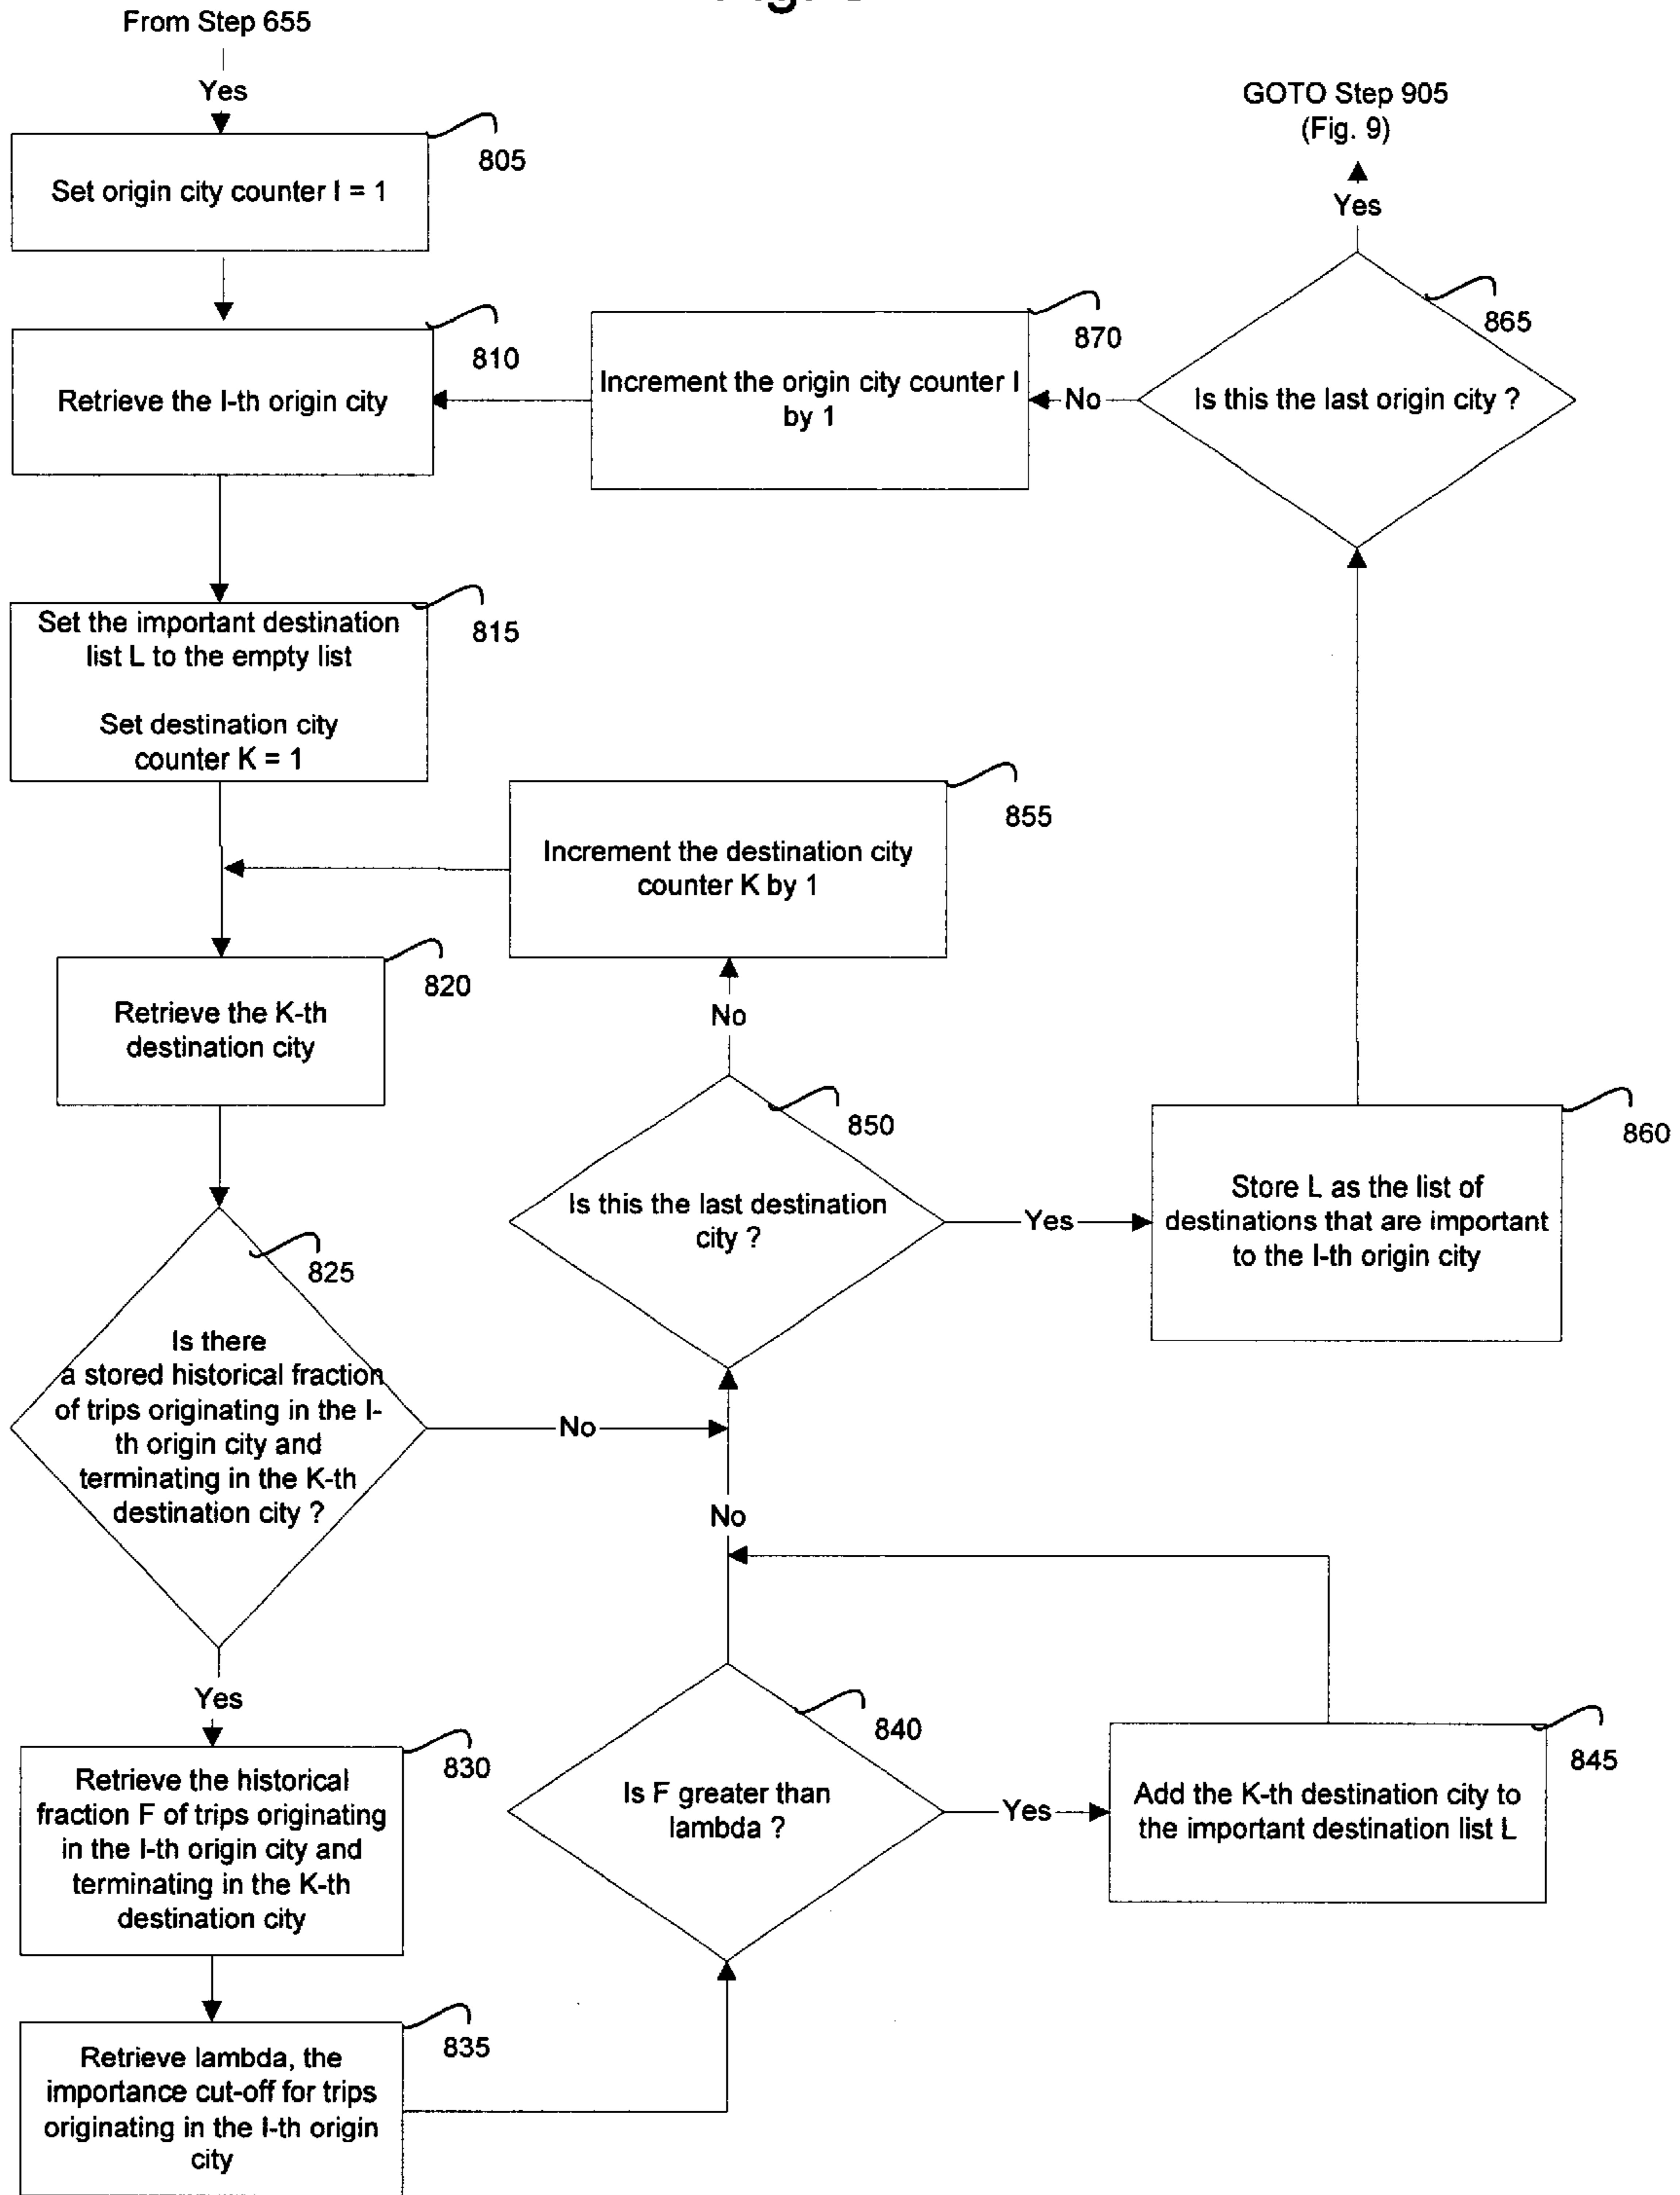 From Step 655
Yes
805
Set origin city counter I = 1
GOTO Step 905
(Fig. 9)
Yes
865
Is this the last origin city ?
No
870
Increment the origin city counter I
by 1
810
Retrieve the I-th origin city
815
Set the important destination
list L to the empty list
Set destination city
counter K = 1
855
Increment the destination city
counter K by 1
820
Retrieve the K-th
destination city
No
850
Is this the last destination
city ?
Yes
860
Store L as the list of
destinations that are important
to the I-th origin city
825
Is there
a stored historical fraction
of trips originating in the I-
th origin city and
terminating in the K-th
destination city ?
No
No
Yes
830
Retrieve the historical
fraction F of trips originating
in the I-th origin city and
terminating in the K-th
destination city
840
Is F greater than
lambda ?
Yes
845
Add the K-th destination city to
the important destination list L
835
Retrieve lambda, the
importance cut-off for trips
originating in the I-th origin
city